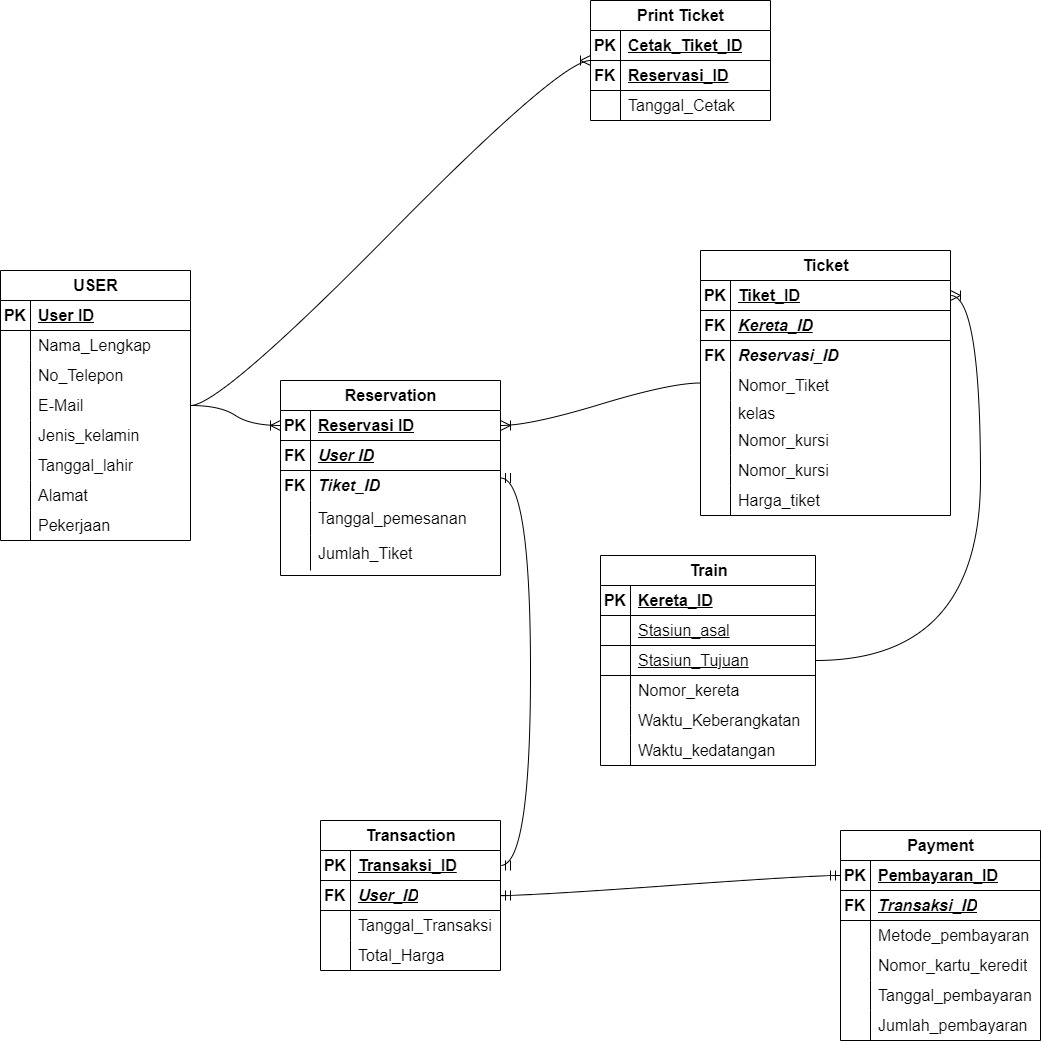 Print Ticket
PK Cetak_Tiket_ID
FK Reservasi_ID
Tanggal_Cetak
USER
PK User ID
Nama_Lengkap
No_Telepon
E-Mail
Jenis_kelamin
Tanggal_lahir
Alamat
Pekerjaan
Reservation
PK Reservasi ID
FK User ID
FK Tiket_ID
Tanggal_pemesanan
Jumlah_Tiket
Ticket
PK Tiket_ID
FK Kereta_ID
FK Reservasi_ID
Nomor_Tiket
kelas
Nomor_kursi
Nomor_kursi
Harga_tiket
Train
PK Kereta_ID
Stasiun_asal
Stasiun_Tujuan
Nomor_kereta
Waktu_Keberangkatan
Waktu_kedatangan
Transaction
PK Transaksi_ID
FK User_ID
Tanggal_Transaksi
Total_Harga
Payment
PK Pembayaran_ID
FK Transaksi_ID
Metode_pembayaran
Nomor_kartu_keredit
Tanggal_pembayaran
Jumlah_pembayaran